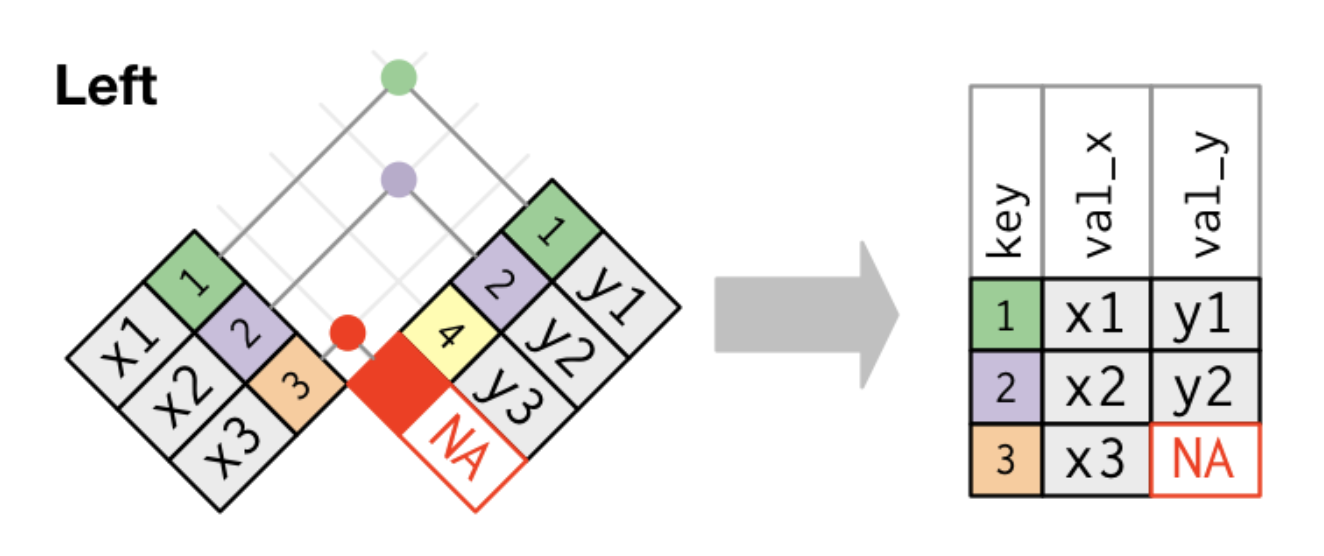 Left
1 x1
2 x2
3 x3
1 y1
2 y2
4 y3
NA
key val_x val_y
1 x1 y1
2 x2 y2
3 x3 NA